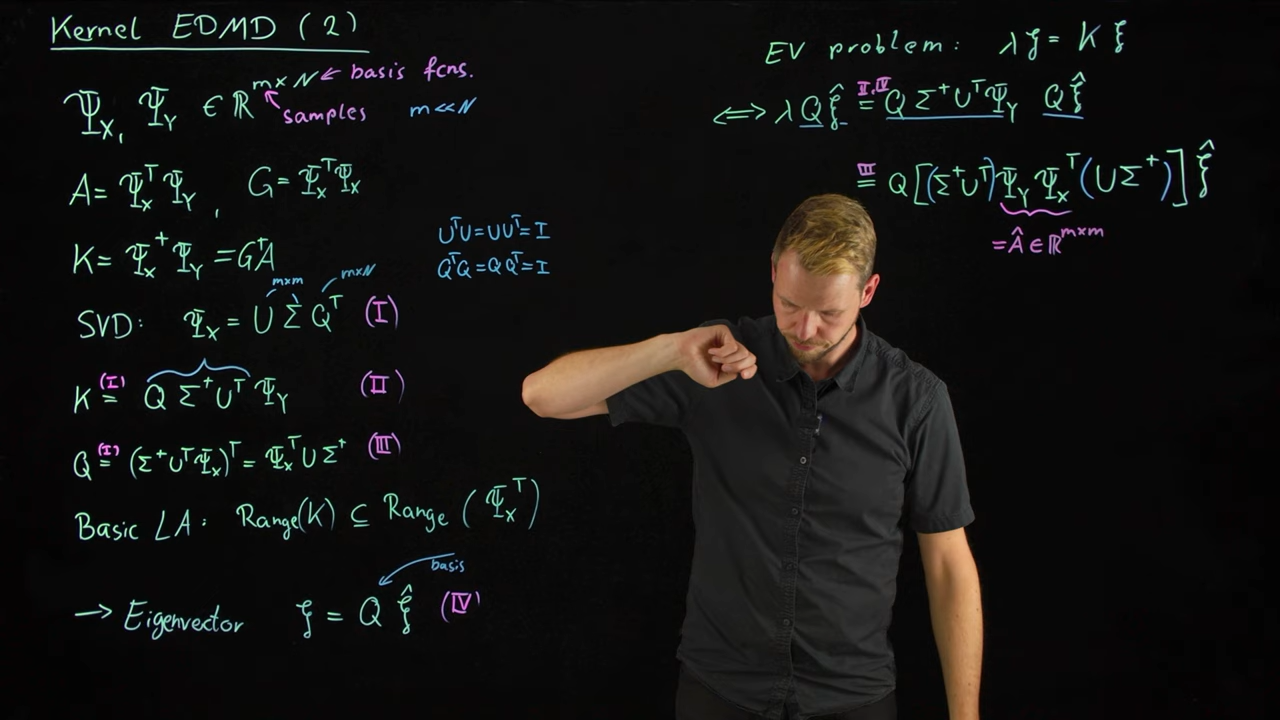 Kernel EDMD (2)
Ψ_X, Ψ_Y ∈ ℝ^{m×N} ← basis fcns.
samples
m ≪ N
A = Ψ_X^T Ψ_Y , G = Ψ_X^T Ψ_X
K = Ψ_X^+ Ψ_Y = G^+ A
U^T U = U U^T = I
Q^T Q = Q Q^T = I
m×m
m×N
SVD: Ψ_X = U Σ Q^T (I)
K =^{(I)} Q Σ^+ U^T Ψ_Y (II)
Q =^{(I)} (Σ^+ U^T Ψ_X)^T = Ψ_X^T U Σ^+ (III)
Basic LA: Range(K) ⊆ Range (Ψ_X^T)
basis
→ Eigenvector ξ = Q ξ̂ (IV)
EV problem: λξ = K ξ
⟺ λ Q ξ̂ =^{II,IV} Q Σ^+ U^T Ψ_Y Q ξ̂
=^{III} Q [(Σ^+ U^T) Ψ_Y Ψ_X^T (U Σ^+)] ξ̂
= Â ∈ ℝ^{m×m}